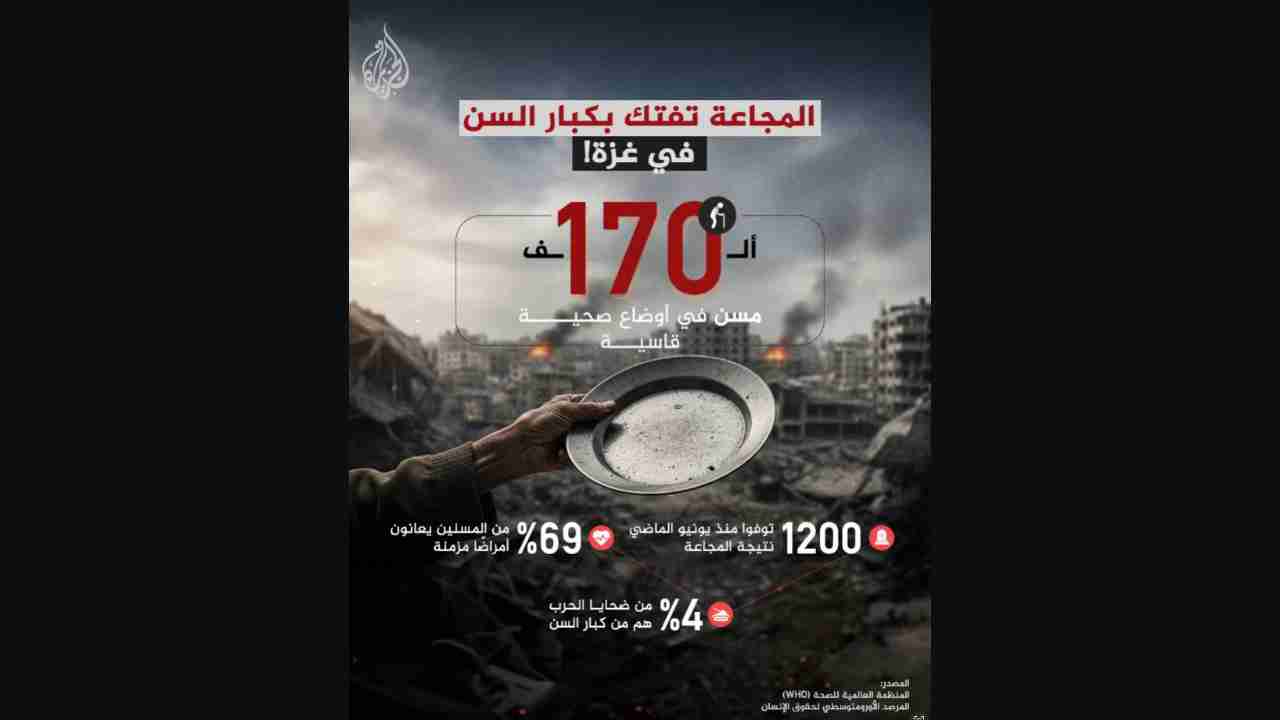 الجزيرة
المجاعة تفتك بكبار السن
في غزة!
170 ألف
مسن في أوضاع صحية
قاسية
1200 توفوا منذ يونيو الماضي
نتيجة المجاعة
%69 من المسنين يعانون
أمراضًا مزمنة
%4 من ضحايا الحرب
هم من كبار السن
المصدر:
المنظمة العالمية للصحة (WHO)
المرصد الأورومتوسطي لحقوق الإنسان